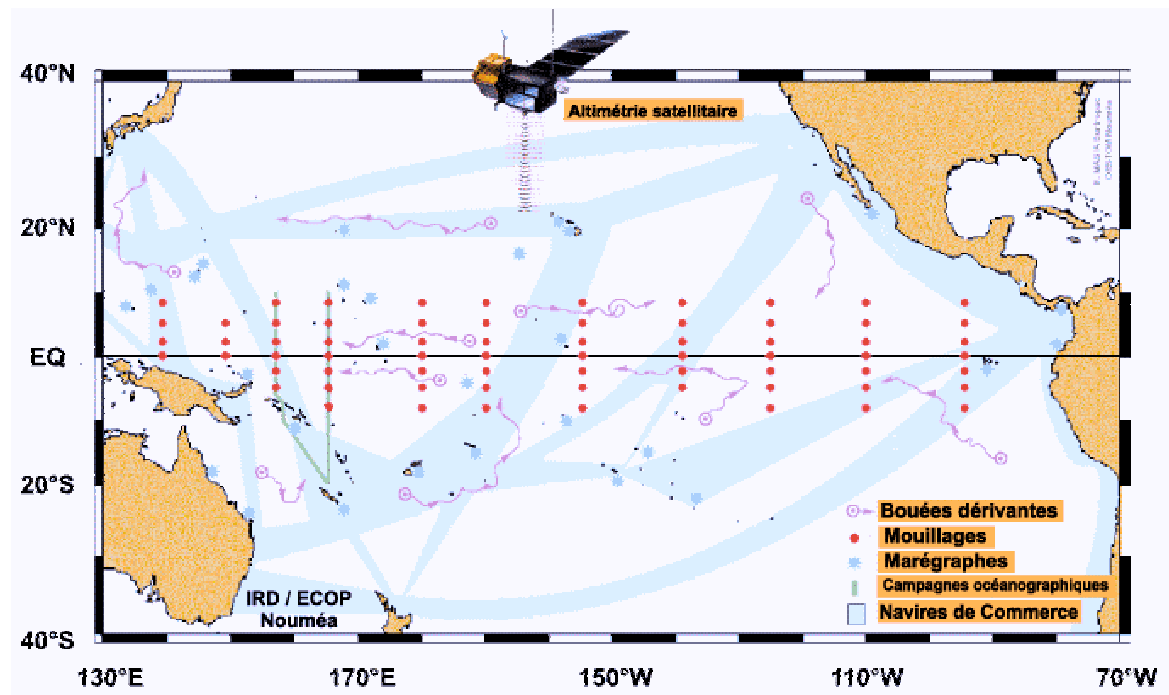 40°N
Altimétrie satellitaire
20°N
EQ
20°S
Bouées dérivantes
Mouillages
Marégraphes
Campagnes océanographiques
Navires de Commerce
IRD / ECOP
Nouméa
40°S
130°E
170°E
150°W
110°W
70°W